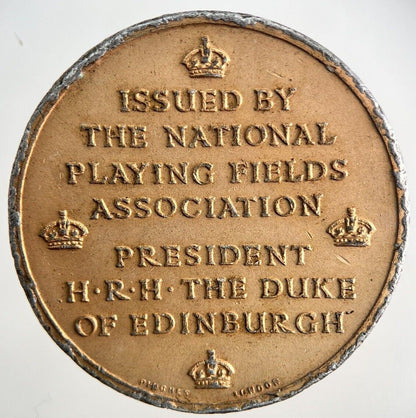 ISSUED BY
THE NATIONAL
PLAYING FIELDS
ASSOCIATION
PRESIDENT
H·R·H· THE DUKE
OF EDINBURGH
PINCHES LONDON